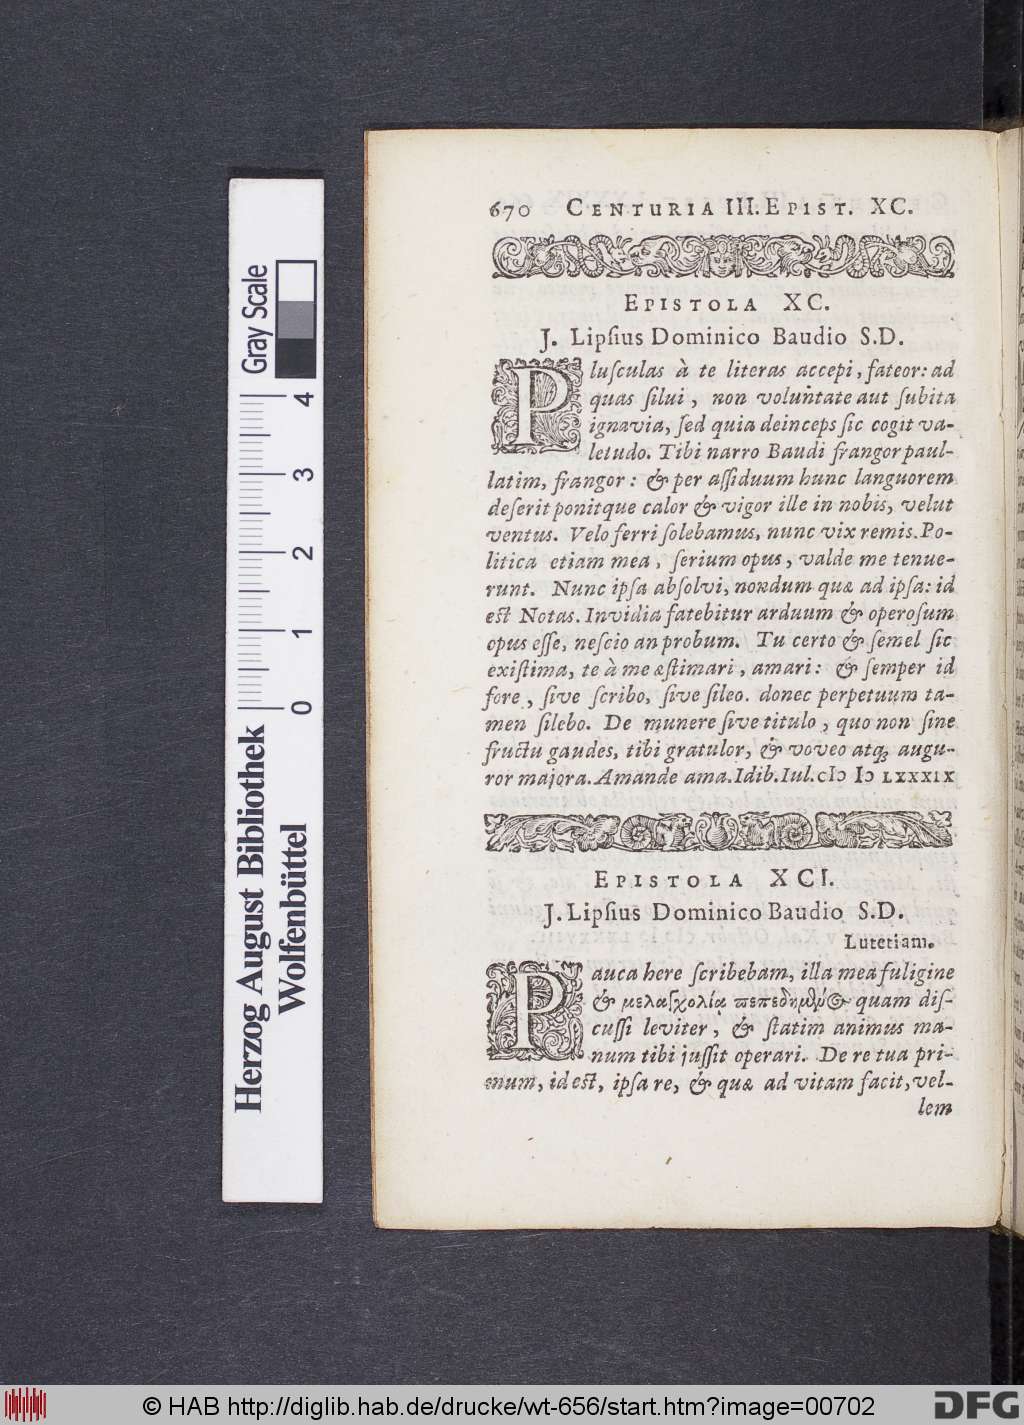 670 CENTURIA III. EPIST. XC.
EPISTOLA XC.
J. Lipſius Dominico Baudio S.D.
Pluſculas à te literas accepi, fateor: ad
quas ſilui, non voluntate aut ſubita
ignavia, ſed quia deinceps ſic cogit va-
letudo. Tibi narro Baudi frangor paul-
latim, frangor: & per aſſiduum hunc languorem
deſerit ponitque calor & vigor ille in nobis, velut
ventus. Velo ferri ſolebamus, nunc vix remis. Po-
litica etiam mea, ſerium opus, valde me tenue-
runt. Nunc ipſa abſolvi, nondum quæ ad ipſa: id
est Notas. Invidia fatebitur arduum & operoſum
opus eſſe, neſcio an probum. Tu certo & ſemel ſic
exiſtima, te à me æſtimari, amari: & ſemper id
fore, ſive ſcribo, ſive ſileo. donec perpetuum ta-
men ſilebo. De munere ſive titulo, quo non ſine
fructu gaudes, tibi gratulor, & voveo atq; augu-
ror majora. Amande ama. Idib. Iul. cIↃ IↃ LXXXIX
EPISTOLA XCI.
J. Lipſius Dominico Baudio S.D.
Lutetiam.
Pauca here ſcribebam, illa mea fuligine
& μελαγχολίᾳ quam diſ-
cuſſi leviter, & ſtatim animus ma-
num tibi juſſit operari. De re tua pri-
mum, id est, ipſa re, & quæ ad vitam facit, vel-
lem
Herzog August Bibliothek
Wolfenbüttel
0 1 2 3 4
Gray Scale
© HAB http://diglib.hab.de/drucke/wt-656/start.htm?image=00702
DFG